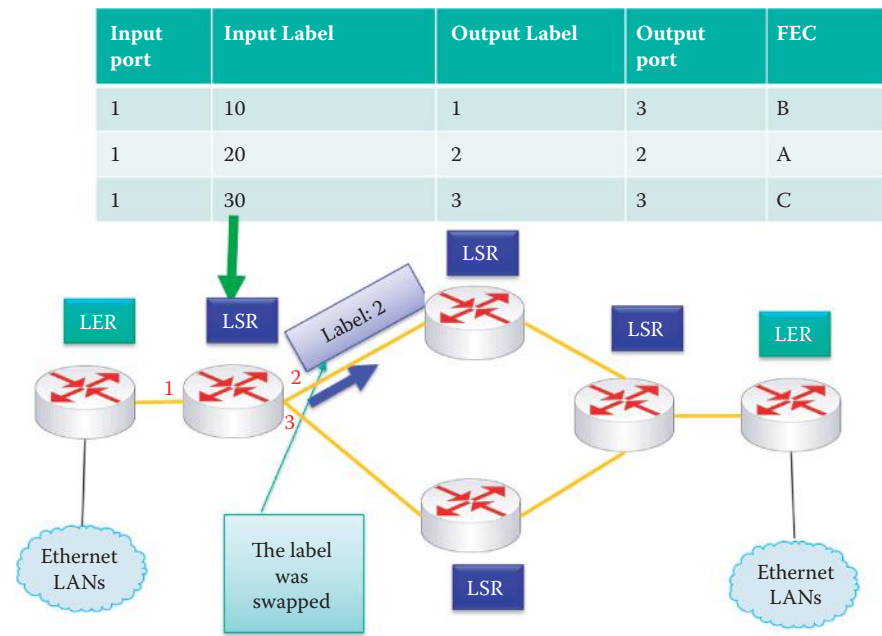 Input port Input Label Output Label Output port FEC
1 10 1 3 B
1 20 2 2 A
1 30 3 3 C
LSR
LER
LSR
Label: 2
LSR
LER
1
2
3
Ethernet
LANs
The label
was
swapped
LSR
Ethernet
LANs